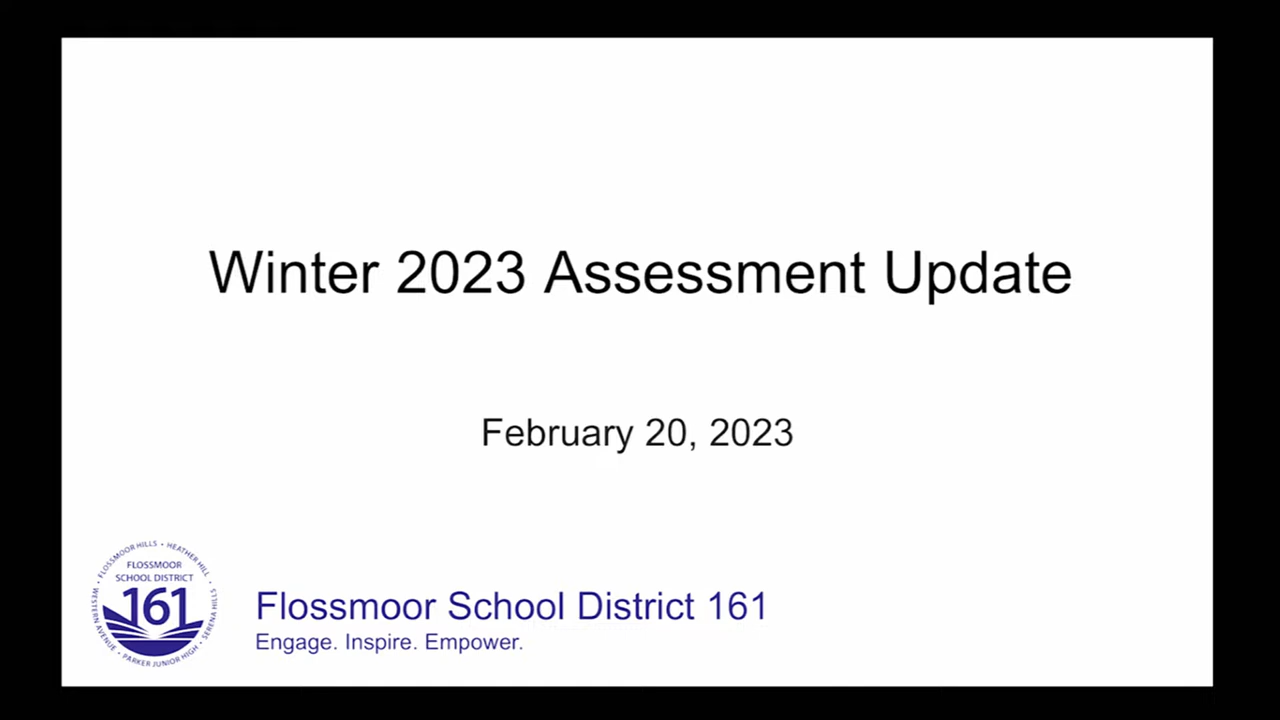 Winter 2023 Assessment Update
February 20, 2023
FLOSSMOOR HILLS • HEATHER HILL • SERENA HILLS • PARKER JUNIOR HIGH • WESTERN AVENUE •
FLOSSMOOR
SCHOOL DISTRICT
161
Flossmoor School District 161
Engage. Inspire. Empower.